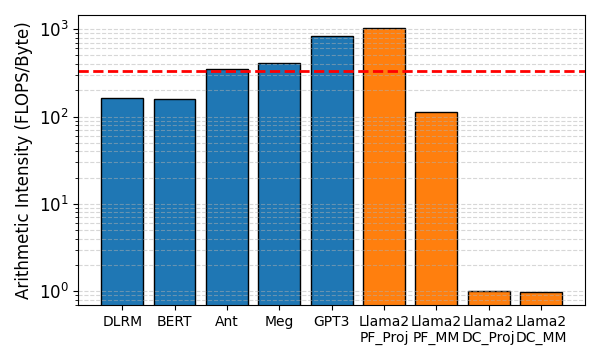 Arithmetic Intensity (FLOPS/Byte)
10³
10²
10¹
10⁰
DLRM BERT Ant Meg GPT3 Llama2 Llama2 Llama2 Llama2
PF_Proj PF_MM DC_Proj DC_MM